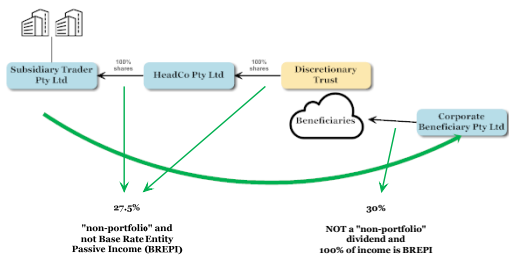 100%
shares
100%
shares
Subsidiary Trader
Pty Ltd
HeadCo Pty Ltd
Discretionary
Trust
Beneficiaries
Corporate
Beneficiary Pty Ltd
27.5%
"non-portfolio" and
not Base Rate Entity
Passive Income (BREPI)
30%
NOT a "non-portfolio"
dividend and
100% of income is BREPI